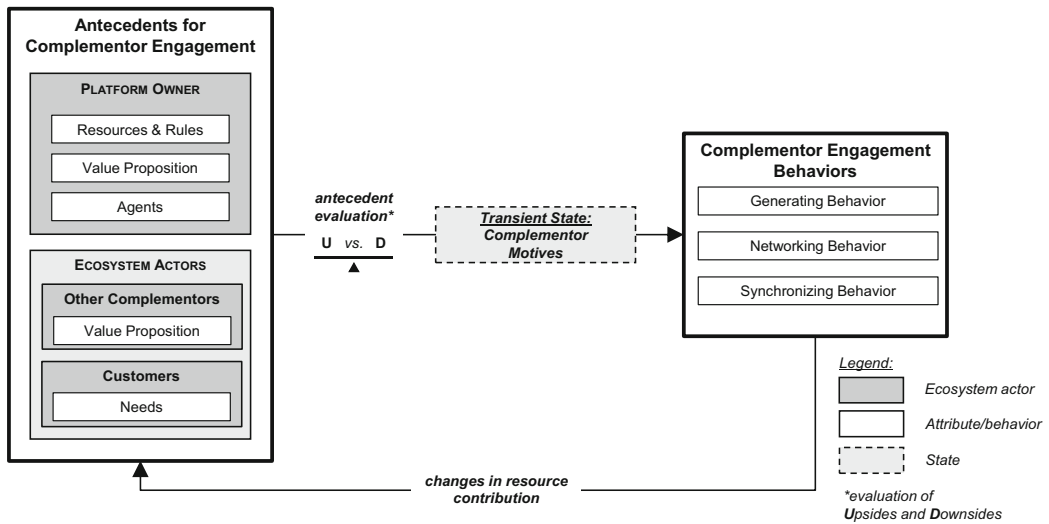 Antecedents for
Complementor Engagement
PLATFORM OWNER
Resources & Rules
Value Proposition
Agents
ECOSYSTEM ACTORS
Other Complementors
Value Proposition
Customers
Needs
antecedent
evaluation*
U vs. D
Transient State:
Complementor
Motives
Complementor Engagement
Behaviors
Generating Behavior
Networking Behavior
Synchronizing Behavior
changes in resource
contribution
Legend:
Ecosystem actor
Attribute/behavior
State
*evaluation of
Upsides and Downsides